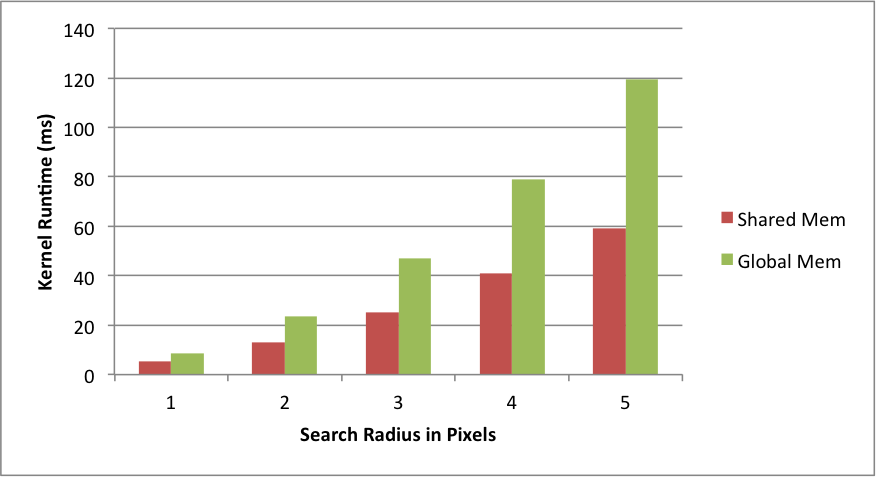 140
120
100
80
60
40
20
0
Kernel Runtime (ms)
1 2 3 4 5
Search Radius in Pixels
Shared Mem
Global Mem